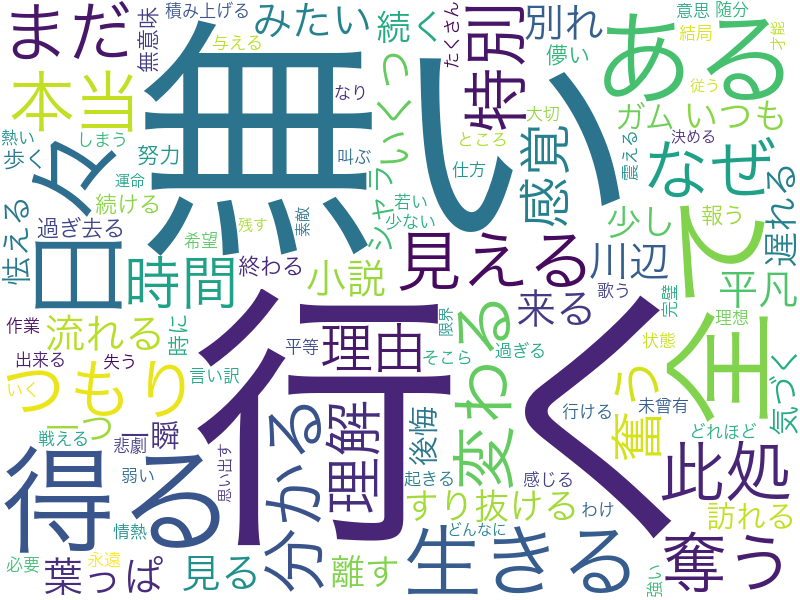 まだ
無意味
積み上げる
みたい
続く
別れ
意思
随分
結局
才能
与える
たくさん
儚い
特別
ある
本当
無い
いくつ
シャラ
ガム
いつも
大切
従う
熱い
しまう
なり
歩く
努力
叫ぶ
感覚
ところ
仕方
震える
決める
なぜ
日々
運命
続ける
若い
少ない
少し
報う
遅れる
怯える
過ぎ去る
希望
残す
素敵
見える
川辺
全て
平凡
時間
終わる
小説
来る
歌う
完璧
理想
作業
流れる
時に
行く
平等
理由
そこら
限界
過ぎる
変わる
状態
気づく
出来る
失う
言い訳
つもり
いく
一つ
一瞬
分かる
理解
後悔
奮う
行ける
未曾有
どれほど
戦える
悲劇
得る
弱い
思い出す
起きる
感じる
此処
すり抜ける
わけ
訪れる
情熱
どんなに
必要
永遠
葉っぱ
見る
離す
生きる
強い
奪う